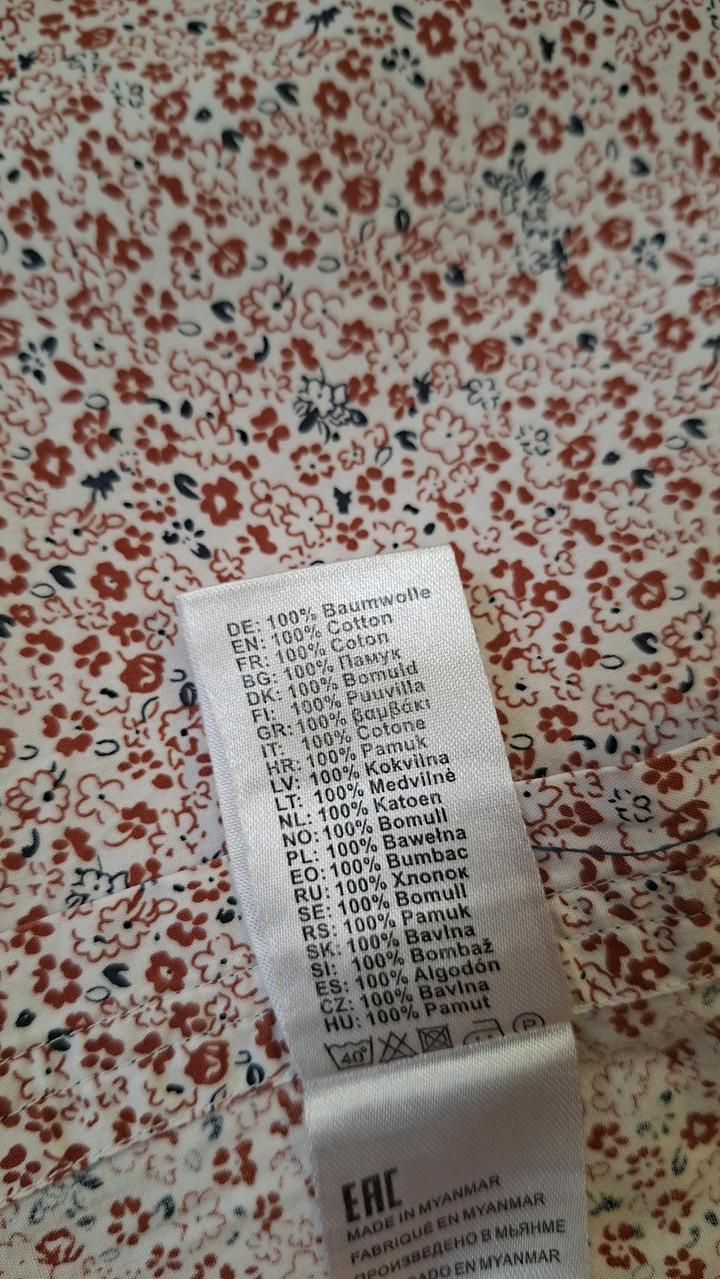 DE: 100% Baumwolle
EN: 100% Cotton
FR: 100% Coton
BG: 100% Памук
DK: 100% Bomuld
FI: 100% Puuvilla
GR: 100% βαμβάκι
IT: 100% Cotone
HR: 100% Pamuk
LV: 100% Kokvilna
LT: 100% Medvilnė
NL: 100% Katoen
NO: 100% Bomull
PL: 100% Bawełna
EO: 100% Bumbac
RU: 100% Хлопок
SE: 100% Bomull
RS: 100% Pamuk
SK: 100% Bavlna
SI: 100% Bombaž
ES: 100% Algodón
CZ: 100% Bavlna
HU: 100% Pamut
40° P
EAC
MADE IN MYANMAR
FABRIQUÉ EN MYANMAR
ПРОИЗВЕДЕНО В МЬЯНМЕ
EN MYANMAR